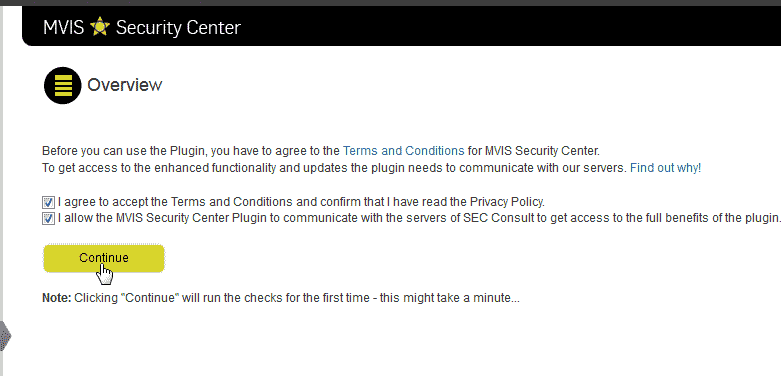 MVIS Security Center
Overview
Before you can use the Plugin, you have to agree to the Terms and Conditions for MVIS Security Center.
To get access to the enhanced functionality and updates the plugin needs to communicate with our servers. Find out why!
I agree to accept the Terms and Conditions and confirm that I have read the Privacy Policy.
I allow the MVIS Security Center Plugin to communicate with the servers of SEC Consult to get access to the full benefits of the plugin.
Continue
Note: Clicking "Continue" will run the checks for the first time - this might take a minute...